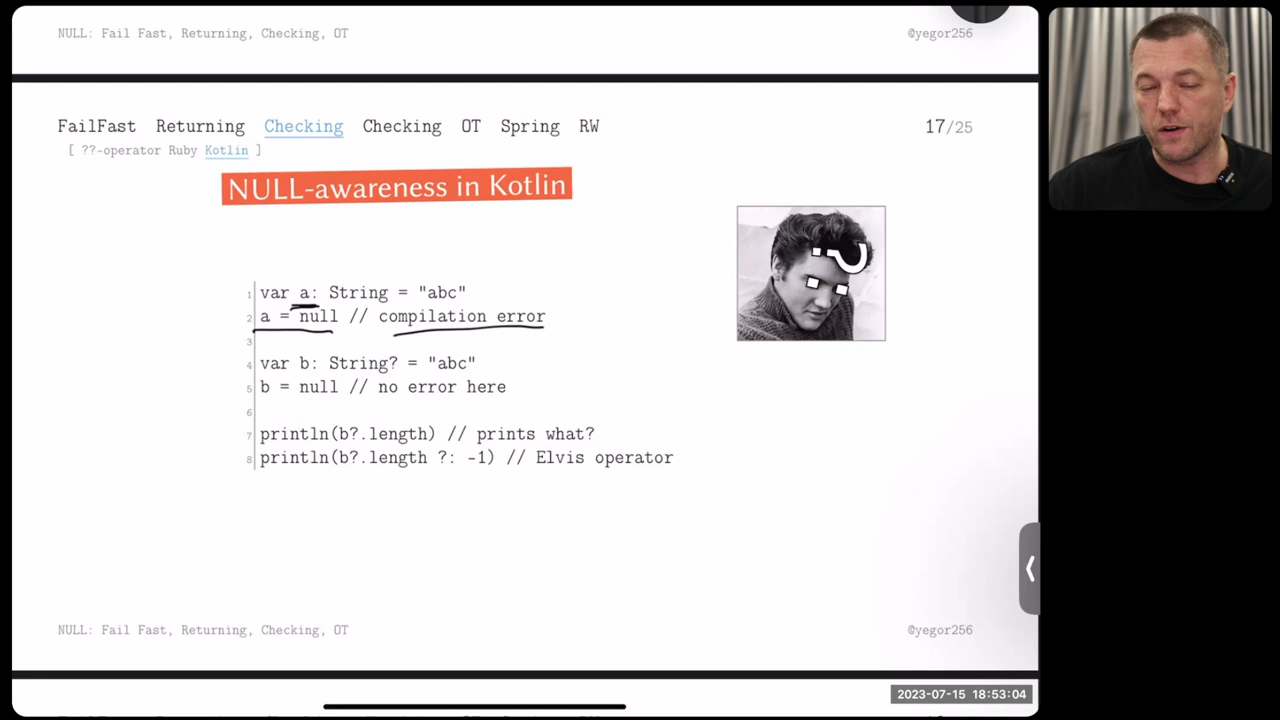 NULL: Fail Fast, Returning, Checking, OT
@yegor256
FailFast Returning Checking Checking OT Spring RW
17/25
[ ??-operator Ruby Kotlin ]
NULL-awareness in Kotlin
1 var a: String = "abc"
2 a = null // compilation error
3
4 var b: String? = "abc"
5 b = null // no error here
6
7 println(b?.length) // prints what?
8 println(b?.length ?: -1) // Elvis operator
NULL: Fail Fast, Returning, Checking, OT
@yegor256
2023-07-15 18:53:04